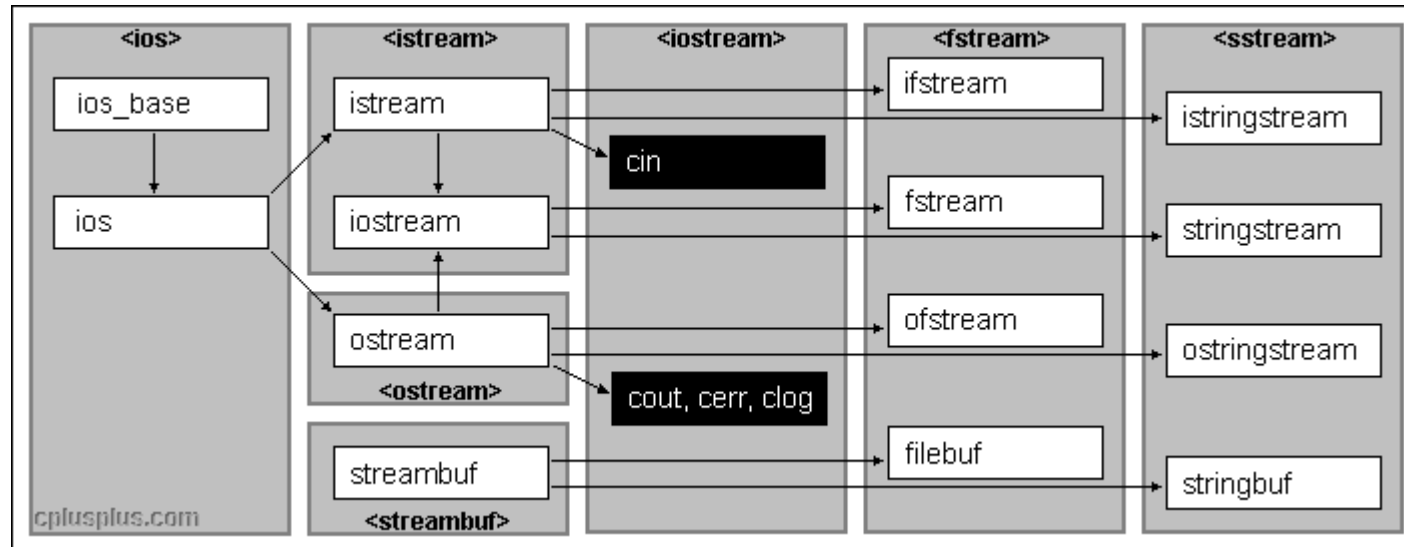 <ios>
ios_base
ios
cplusplus.com
<istream>
istream
iostream
ostream
<ostream>
streambuf
<streambuf>
<iostream>
cin
cout, cerr, clog
<fstream>
ifstream
fstream
ofstream
filebuf
<sstream>
istringstream
stringstream
ostringstream
stringbuf